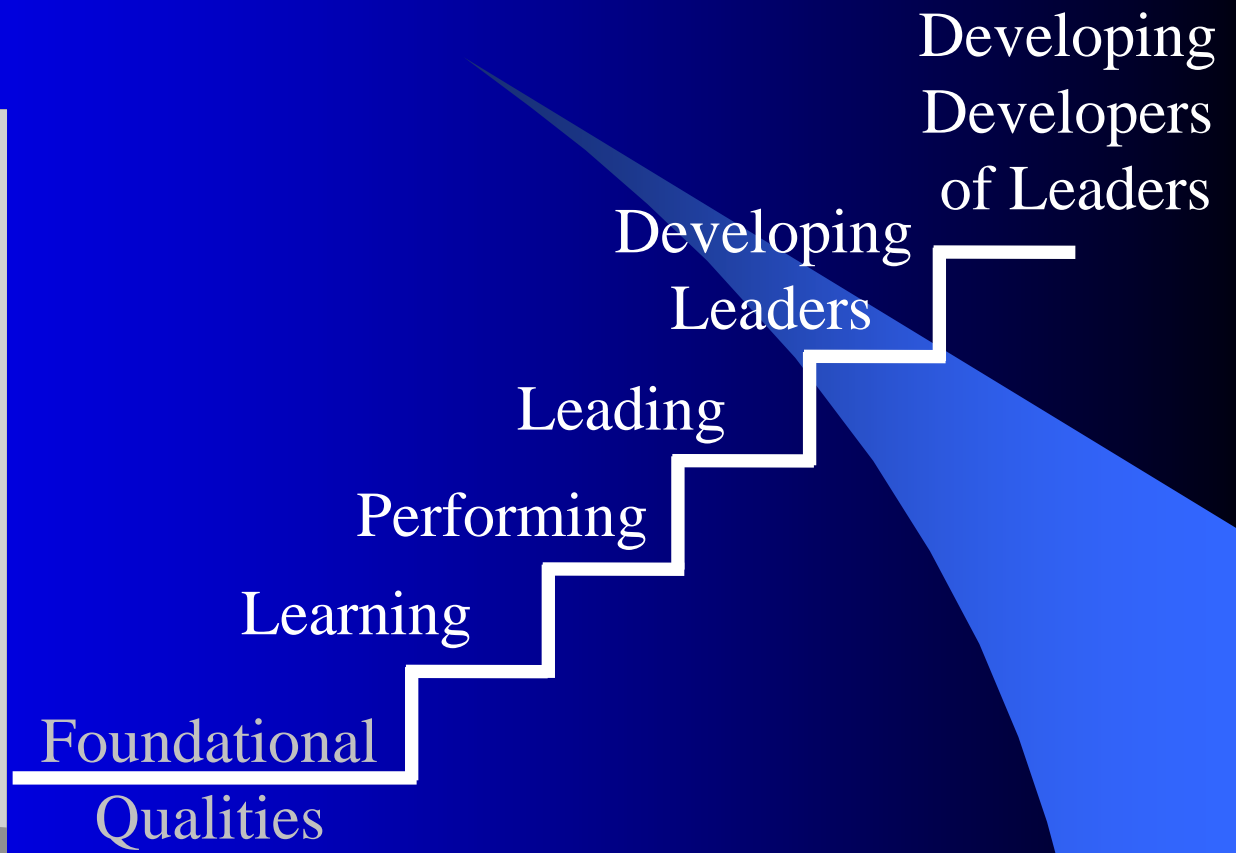 Developing
Developers
of Leaders
Developing
Leaders
Leading
Performing
Learning
Foundational
Qualities